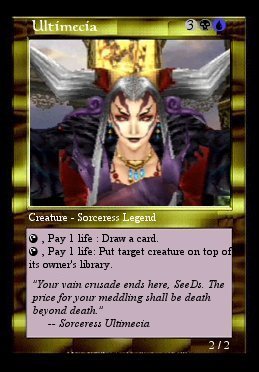 Ultimecia 3
Creature - Sorceress Legend
, Pay 1 life : Draw a card.
, Pay 1 life: Put target creature on top of
its owner's library.
"Your vain crusade ends here, SeeDs. The
price for your meddling shall be death
beyond death."
-- Sorceress Ultimecia
2/2